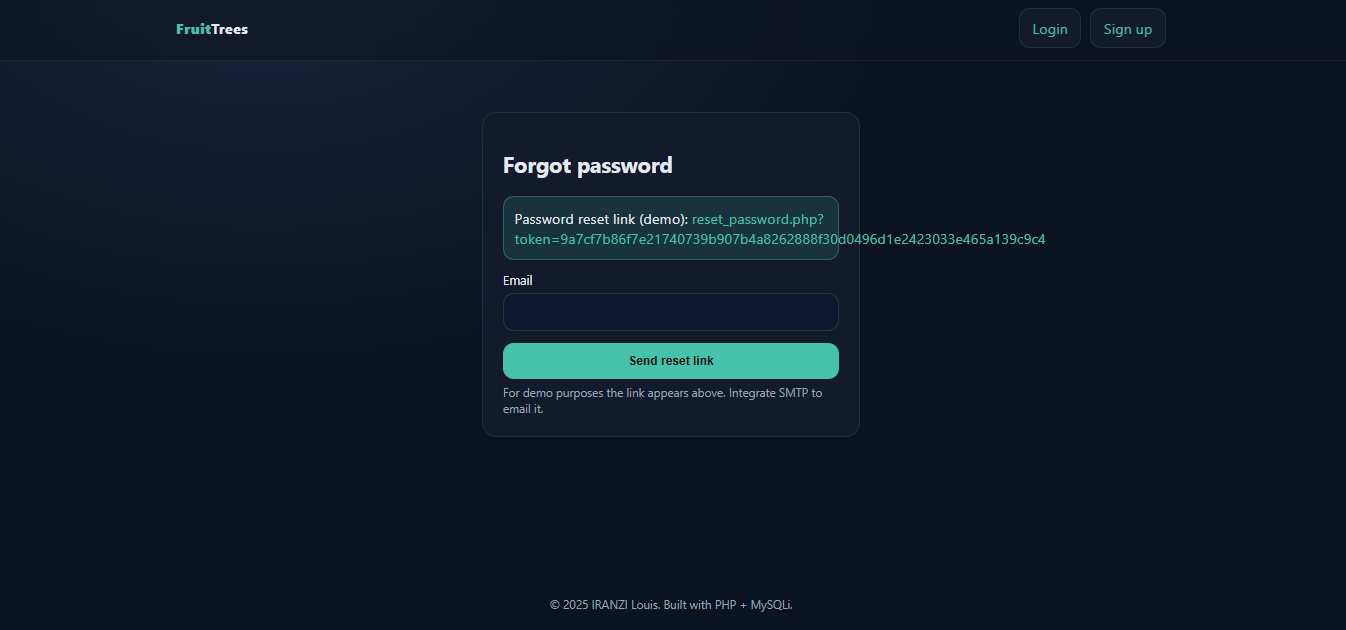 FruitTrees
Login
Sign up
Forgot password
Password reset link (demo): reset_password.php?
token=9a7cf7b86f7e21740739b907b4a8262888f30d0496d1e2423033e465a139c9c4
Email
Send reset link
For demo purposes the link appears above. Integrate SMTP to
email it.
© 2025 IRANZI Louis. Built with PHP + MySQLi.